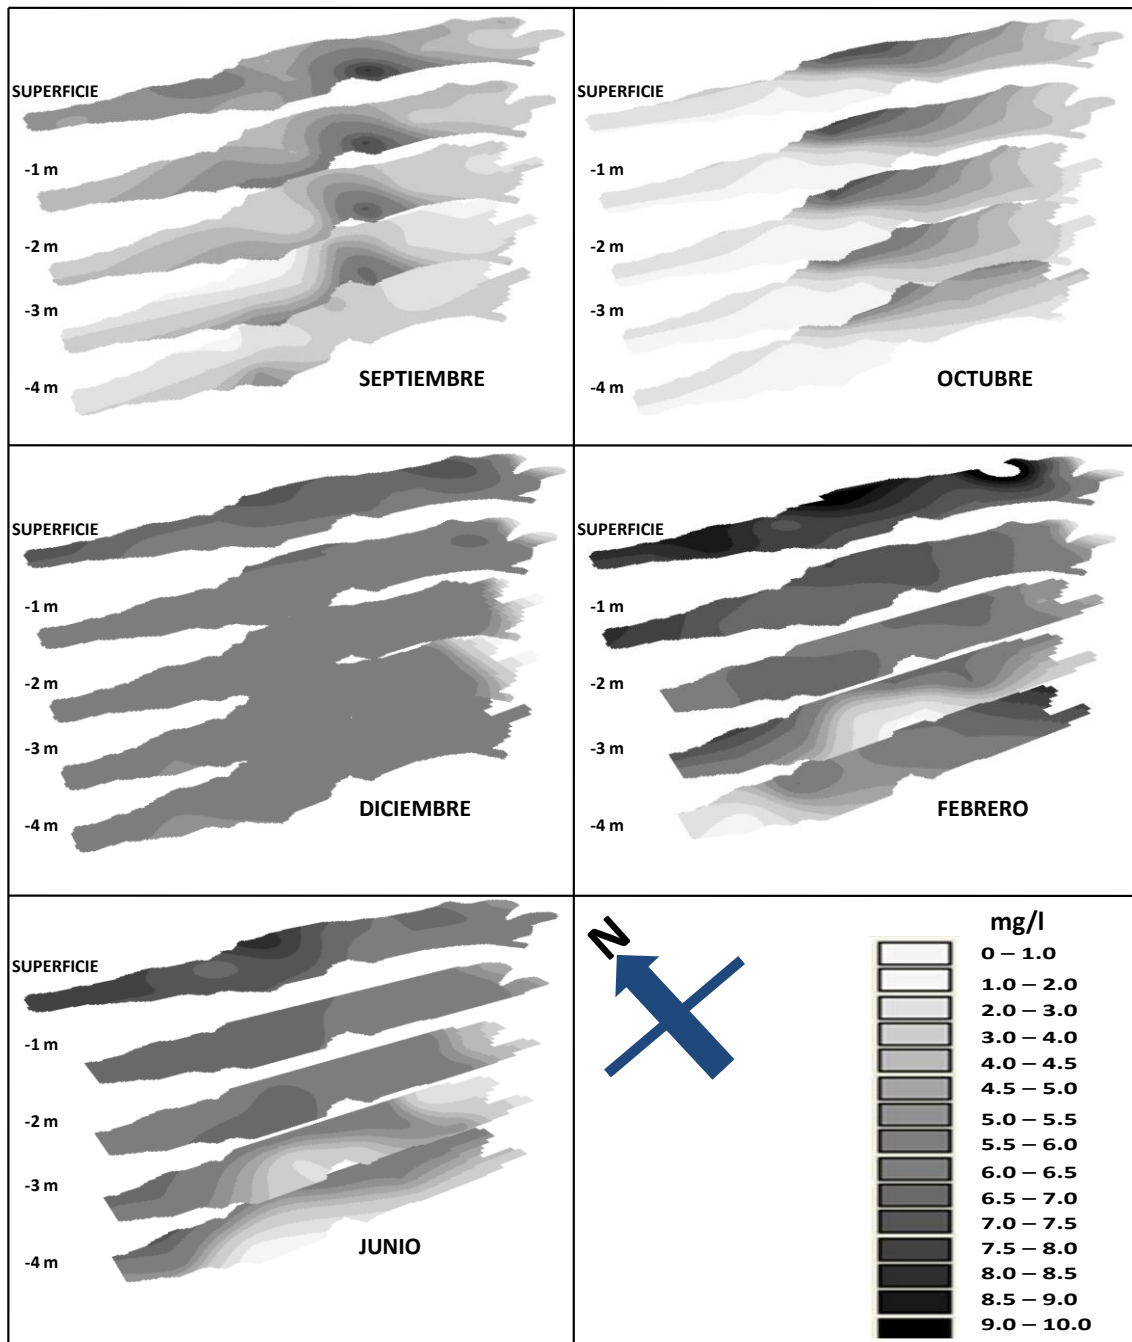 SUPERFICIE
-1 m
-2 m
-3 m
-4 m
SEPTIEMBRE
SUPERFICIE
-1 m
-2 m
-3 m
-4 m
OCTUBRE
SUPERFICIE
-1 m
-2 m
-3 m
-4 m
DICIEMBRE
SUPERFICIE
-1 m
-2 m
-3 m
-4 m
FEBRERO
SUPERFICIE
-1 m
-2 m
-3 m
-4 m
JUNIO
N
mg/l
0 – 1.0
1.0 – 2.0
2.0 – 3.0
3.0 – 4.0
4.0 – 4.5
4.5 – 5.0
5.0 – 5.5
5.5 – 6.0
6.0 – 6.5
6.5 – 7.0
7.0 – 7.5
7.5 – 8.0
8.0 – 8.5
8.5 – 9.0
9.0 – 10.0